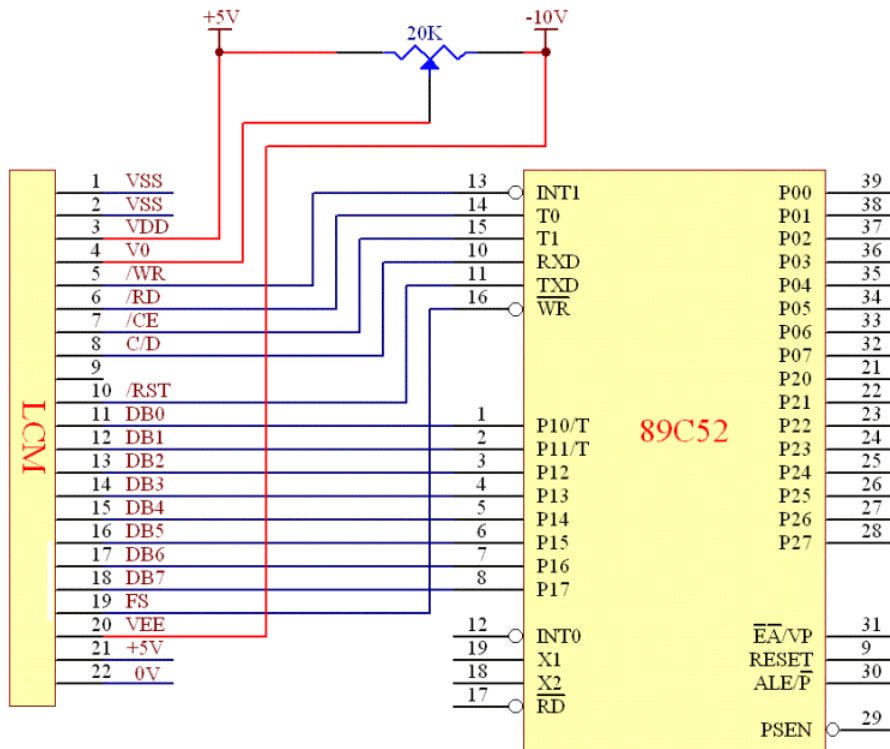 +5V
20K
-10V
1 VSS
2 VSS
3 VDD
4 V0
5 /WR
6 /RD
7 /CE
8 C/D
9
10 /RST
11 DB0
12 DB1
13 DB2
14 DB3
15 DB4
16 DB5
17 DB6
18 DB7
19 FS
20 VEE
21 +5V
22 0V
LCM
13 INT1
14 T0
15 T1
10 RXD
11 TXD
16 WR
1 P10/T
2 P11/T
3 P12
4 P13
5 P14
6 P15
7 P16
8 P17
12 INT0
19 X1
18 X2
17 RD
89C52
P00 39
P01 38
P02 37
P03 36
P04 35
P05 34
P06 33
P07 32
P20 21
P21 22
P22 23
P23 24
P24 25
P25 26
P26 27
P27 28
EA/VP 31
RESET 9
ALE/P 30
PSEN 29